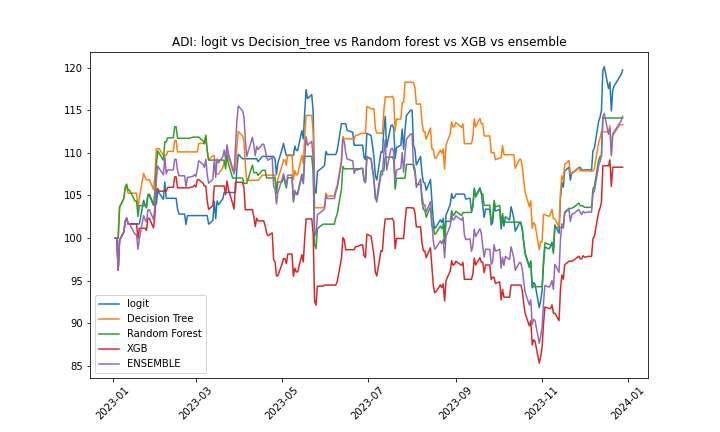 ADI: logit vs Decision_tree vs Random forest vs XGB vs ensemble
120
115
110
105
100
95
90
85
logit
Decision Tree
Random Forest
XGB
ENSEMBLE
2023-01
2023-03
2023-05
2023-07
2023-09
2023-11
2024-01